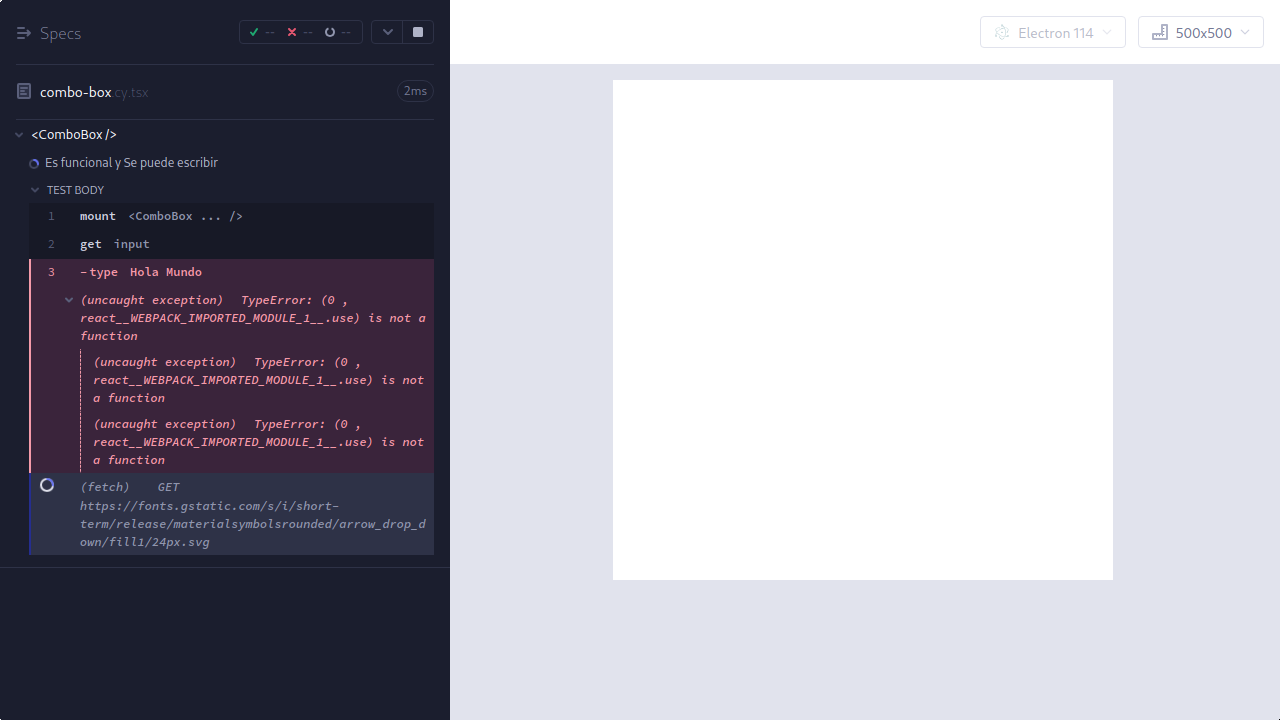 Specs
-- -- --
Electron 114
500x500
combo-box.cy.tsx
2ms
<ComboBox />
Es funcional y Se puede escribir
TEST BODY
1 mount <ComboBox ... />
2 get input
3 -type Hola Mundo
(uncaught exception) TypeError: (0 ,
react__WEBPACK_IMPORTED_MODULE_1__.use) is not a
function
(uncaught exception) TypeError: (0 ,
react__WEBPACK_IMPORTED_MODULE_1__.use) is not
a function
(uncaught exception) TypeError: (0 ,
react__WEBPACK_IMPORTED_MODULE_1__.use) is not
a function
(fetch) GET
https://fonts.gstatic.com/s/i/short-
term/release/materialsymbolsrounded/arrow_drop_d
own/fill1/24px.svg